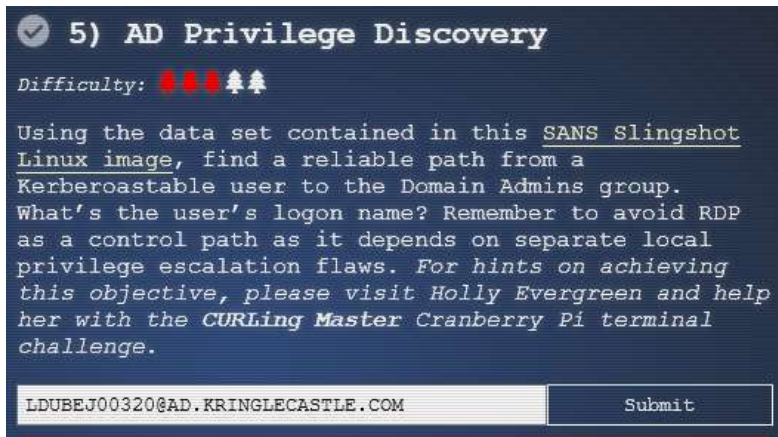 5) AD Privilege Discovery
Difficulty:
Using the data set contained in this SANS Slingshot
Linux image, find a reliable path from a
Kerberoastable user to the Domain Admins group.
What's the user's logon name? Remember to avoid RDP
as a control path as it depends on separate local
privilege escalation flaws. For hints on achieving
this objective, please visit Holly Evergreen and help
her with the CURLing Master Cranberry Pi terminal
challenge.
LDUBEJ00320@AD.KRINGLECASTLE.COM Submit